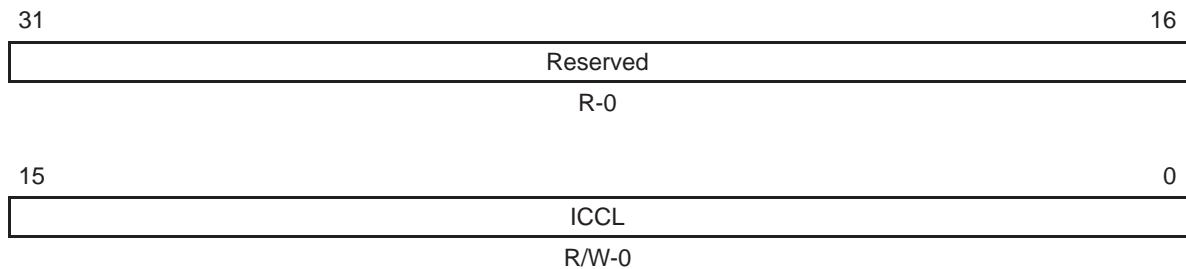 31 16
Reserved
R-0
15 0
ICCL
R/W-0